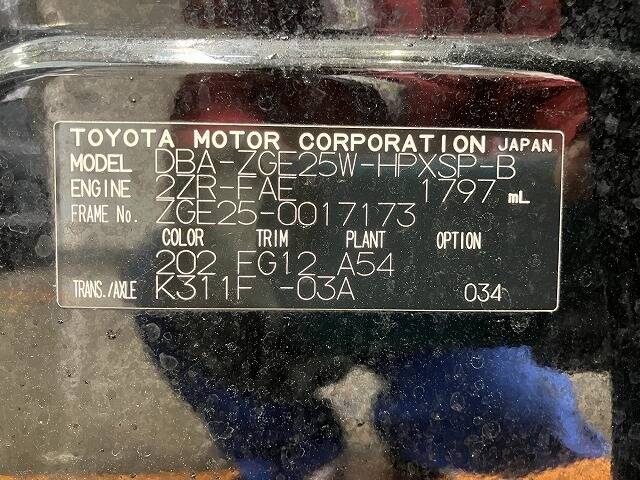 TOYOTA MOTOR CORPORATION JAPAN
MODEL DBA-ZGE25W-HPXSP-B
ENGINE 2ZR-FAE 1797 mL
FRAME No. ZGE25-0017173
COLOR TRIM PLANT OPTION
202 FG12 A54
TRANS./AXLE K311F -03A 034